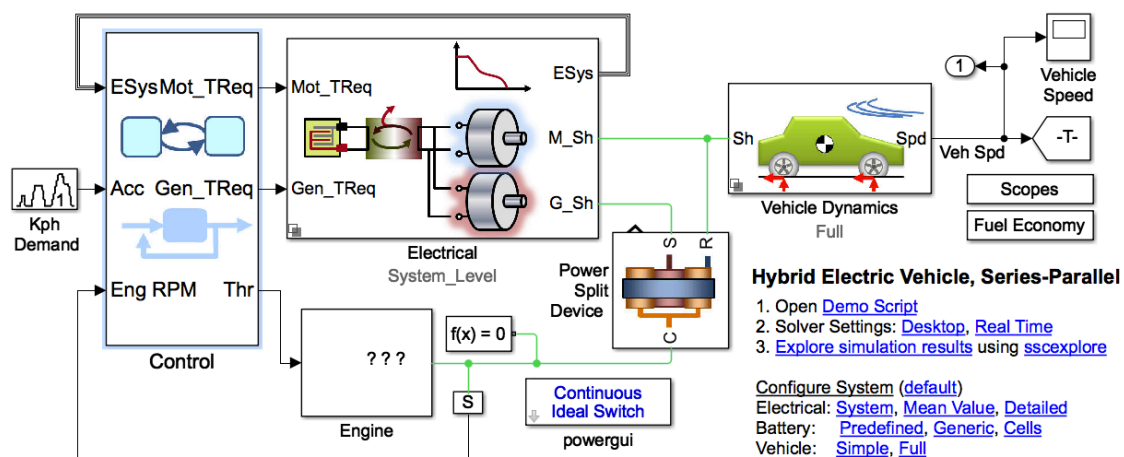 ESys
Mot_TReq
Acc
Gen_TReq
Eng RPM
Thr
Control
1
Kph
Demand
Mot_TReq
Gen_TReq
ESys
M_Sh
G_Sh
Electrical
System_Level
Sh
Spd
Vehicle Dynamics
Full
Veh Spd
1
Vehicle
Speed
-T-
Scopes
Fuel Economy
Power
Split
Device
S
R
C
f(x) = 0
? ? ?
Engine
S
Continuous
Ideal Switch
powergui
Hybrid Electric Vehicle, Series-Parallel
1. Open Demo Script
2. Solver Settings: Desktop, Real Time
3. Explore simulation results using sscexplore
Configure System (default)
Electrical: System, Mean Value, Detailed
Battery: Predefined, Generic, Cells
Vehicle: Simple, Full